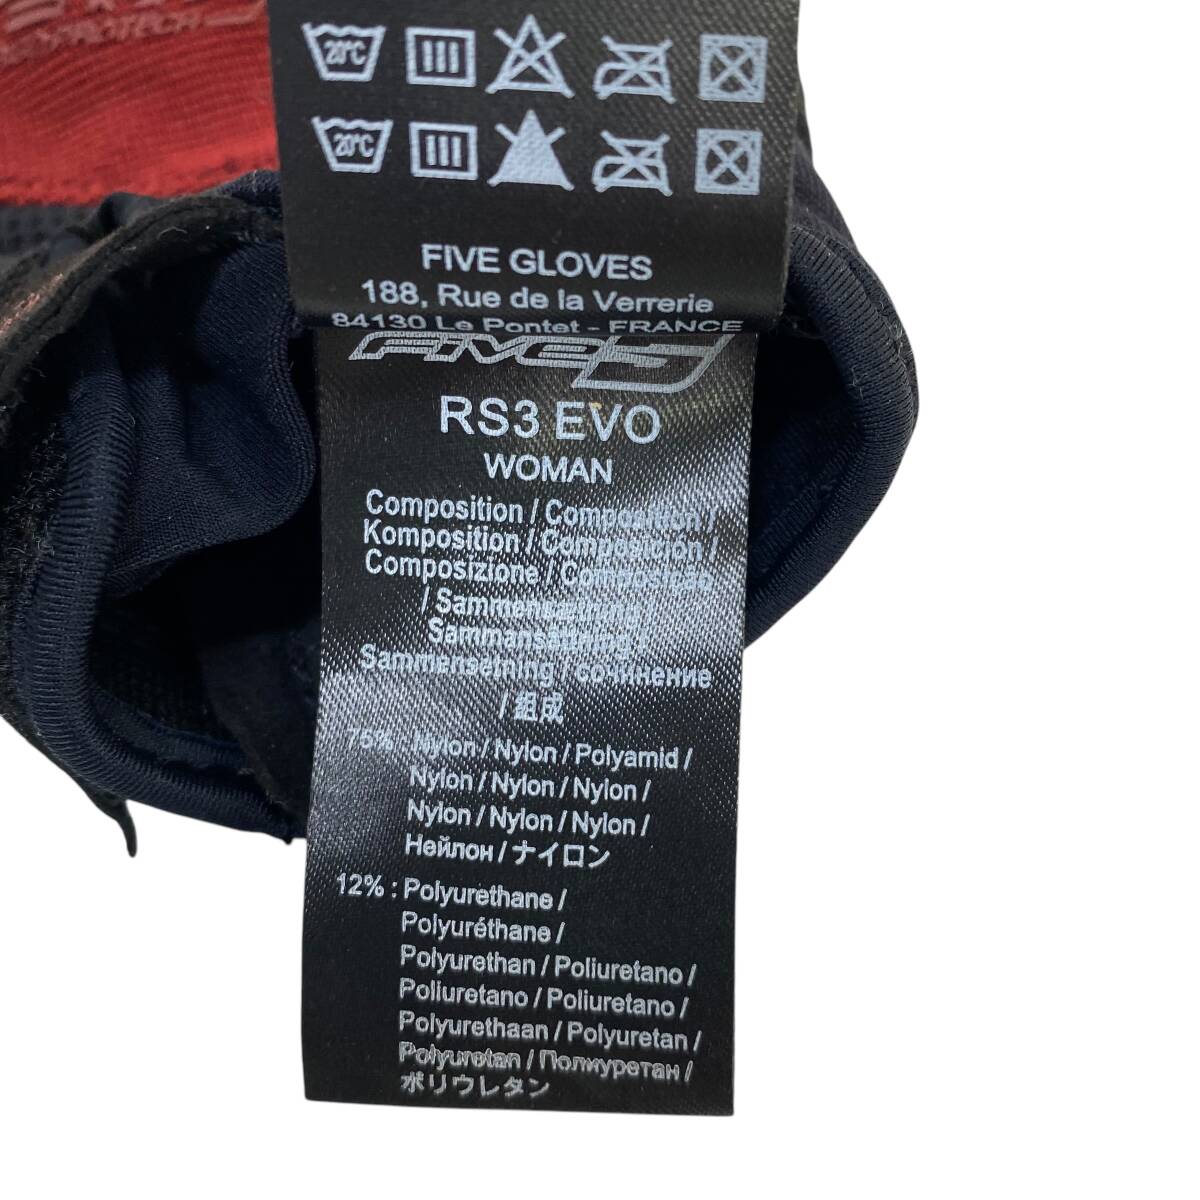 PROTECH
20°C
20°C
FIVE GLOVES
188, Rue de la Verrerie
84130 Le Pontet - FRANCE
Five5
RS3 EVO
WOMAN
Composition / Composition /
Komposition / Composición /
Composizione / Composição
/ Sammensætning /
Sammansättning /
Sammensetning / сочинение
/ 組成
75% : Nylon / Nylon / Polyamid /
Nylon / Nylon / Nylon /
Nylon / Nylon / Nylon /
Нейлон / ナイロン
12% : Polyurethane /
Polyuréthane /
Polyurethan / Poliuretano /
Poliuretano / Poliuretano /
Polyurethaan / Polyuretan /
Polyuretan / Полиуретан /
ポリウレタン